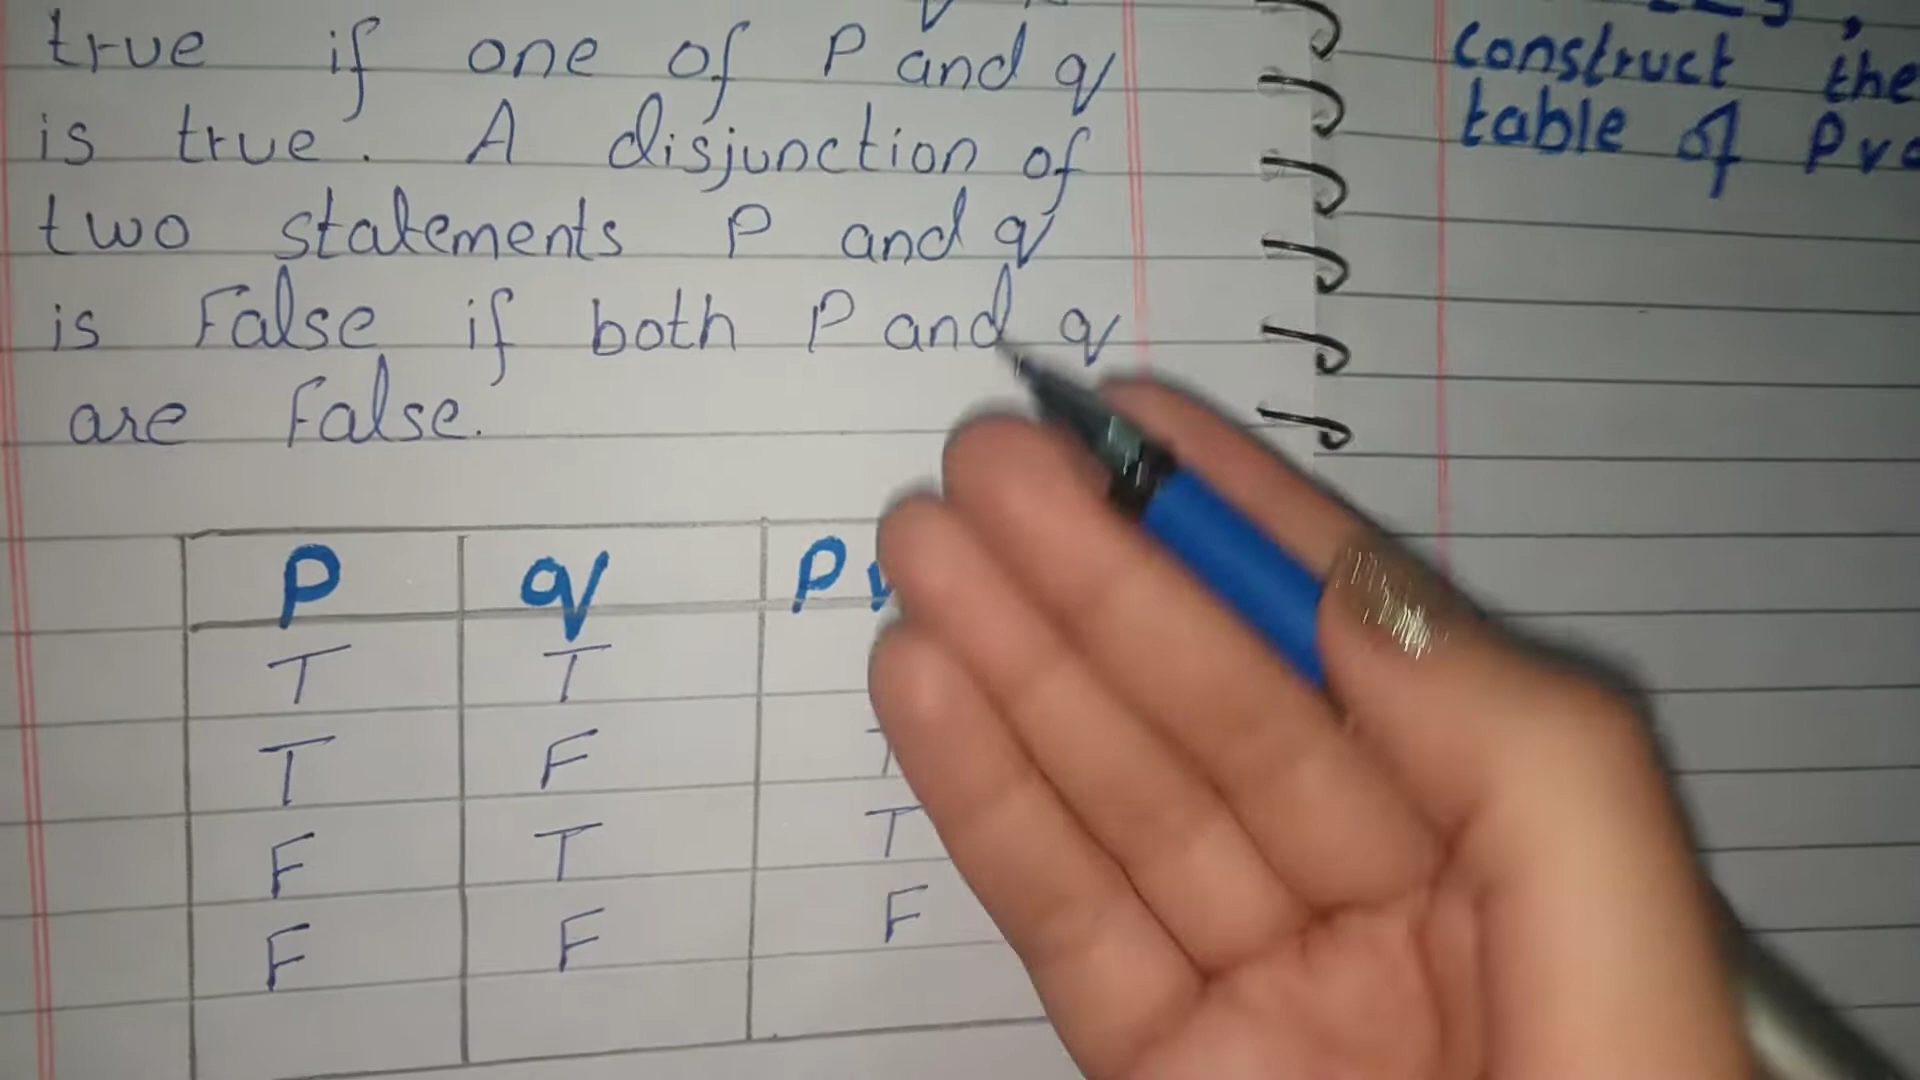 true if one of P and q
is true. A disjunction of
two statements P and q
is False if both P and q
are False.
P q P v
T T
T F T
F T T
F F F
construct the
table of P v